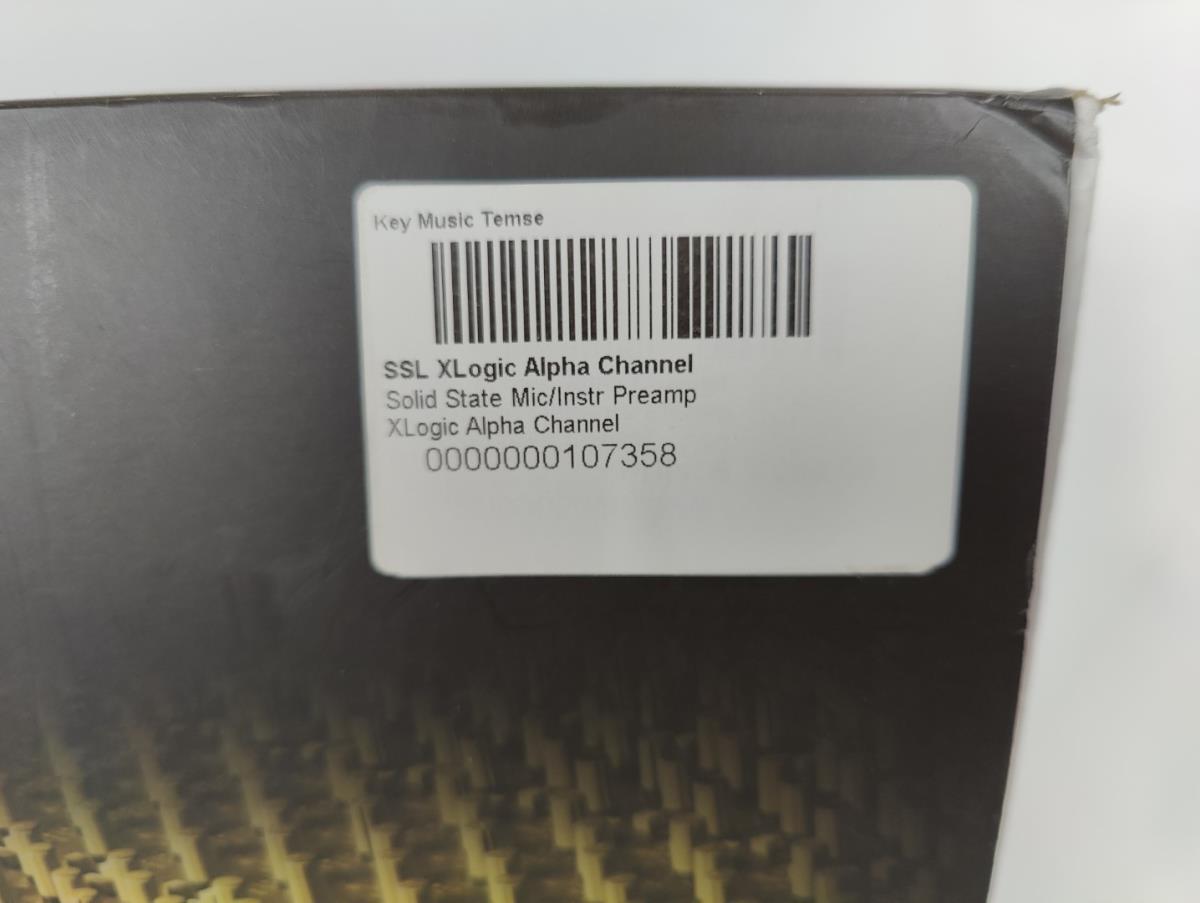 Key Music Temse
SSL XLogic Alpha Channel
Solid State Mic/Instr Preamp
XLogic Alpha Channel
0000000107358